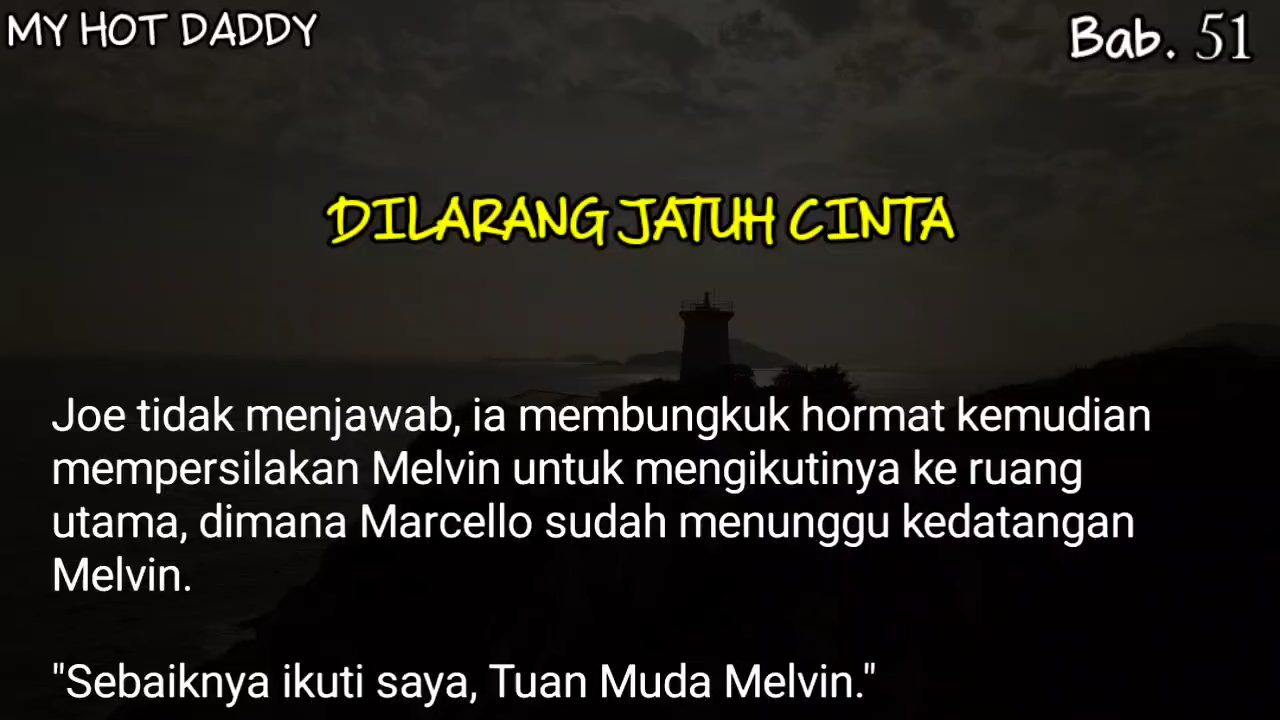 MY HOT DADDY
Bab. 51
DILARANG JATUH CINTA
Joe tidak menjawab, ia membungkuk hormat kemudian
mempersilakan Melvin untuk mengikutinya ke ruang
utama, dimana Marcello sudah menunggu kedatangan
Melvin.
"Sebaiknya ikuti saya, Tuan Muda Melvin."